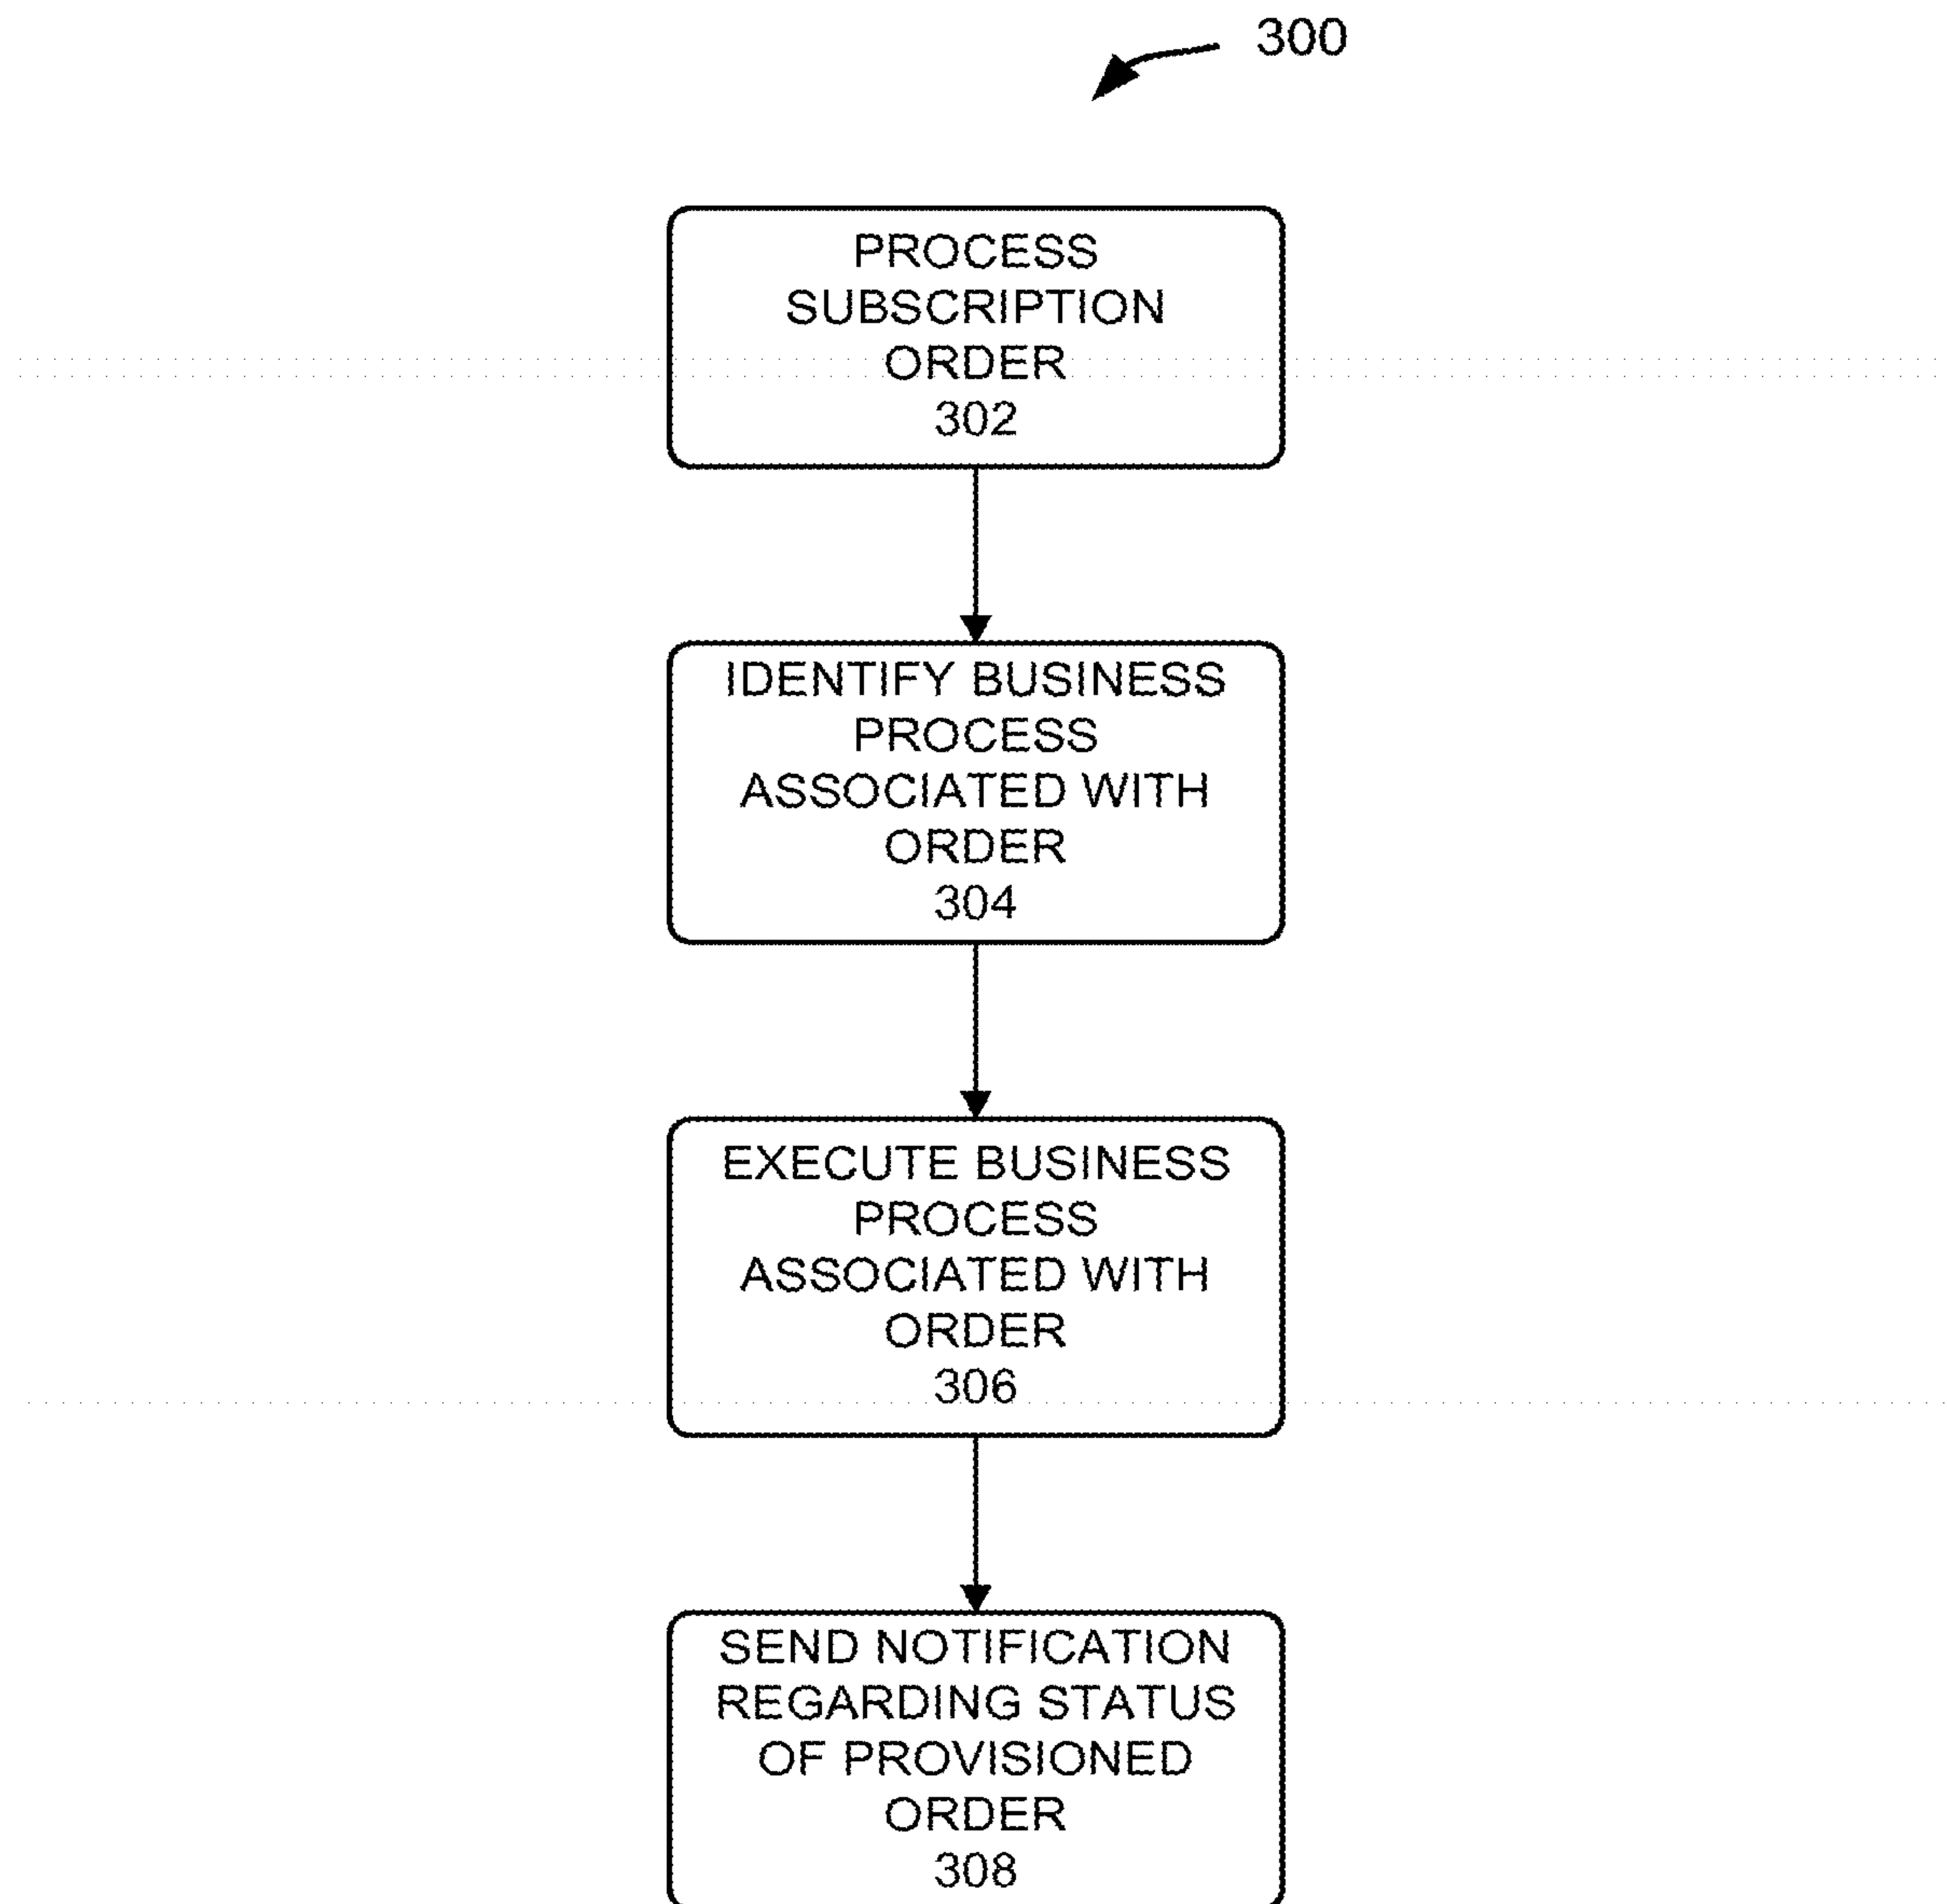 300
PROCESS
SUBSCRIPTION
ORDER
302
IDENTIFY BUSINESS
PROCESS
ASSOCIATED WITH
ORDER
304
EXECUTE BUSINESS
PROCESS
ASSOCIATED WITH
ORDER
306
SEND NOTIFICATION
REGARDING STATUS
OF PROVISIONED
ORDER
308